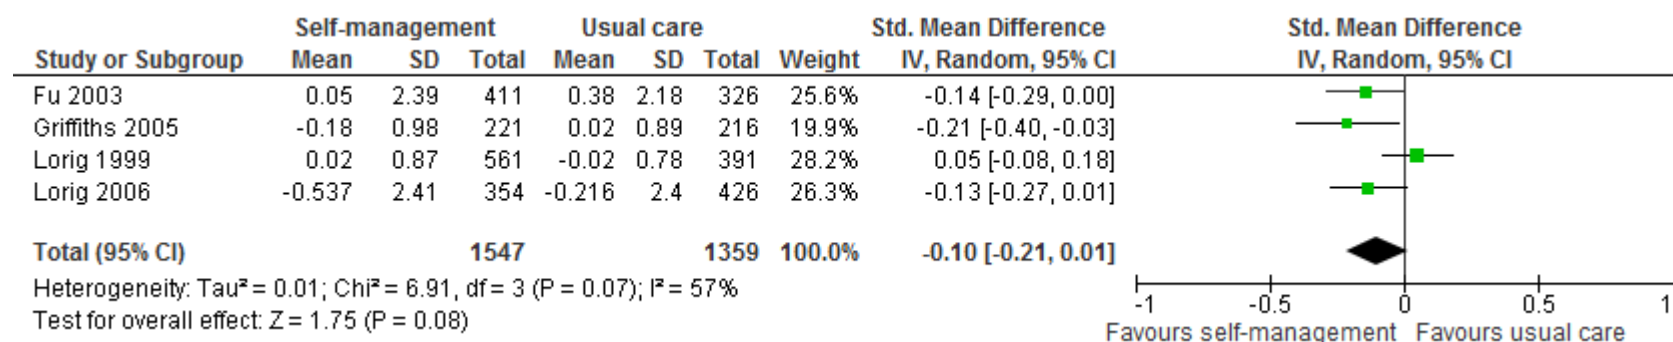 Self-management Usual care Std. Mean Difference Std. Mean Difference
Study or Subgroup Mean SD Total Mean SD Total Weight IV, Random, 95% CI IV, Random, 95% CI
Fu 2003 0.05 2.39 411 0.38 2.18 326 25.6% -0.14 [-0.29, 0.00]
Griffiths 2005 -0.18 0.98 221 0.02 0.89 216 19.9% -0.21 [-0.40, -0.03]
Lorig 1999 0.02 0.87 561 -0.02 0.78 391 28.2% 0.05 [-0.08, 0.18]
Lorig 2006 -0.537 2.41 354 -0.216 2.4 426 26.3% -0.13 [-0.27, 0.01]
Total (95% CI) 1547 1359 100.0% -0.10 [-0.21, 0.01]
Heterogeneity: Tau² = 0.01; Chi² = 6.91, df = 3 (P = 0.07); I² = 57%
Test for overall effect: Z = 1.75 (P = 0.08)
-1 -0.5 0 0.5 1
Favours self-management Favours usual care